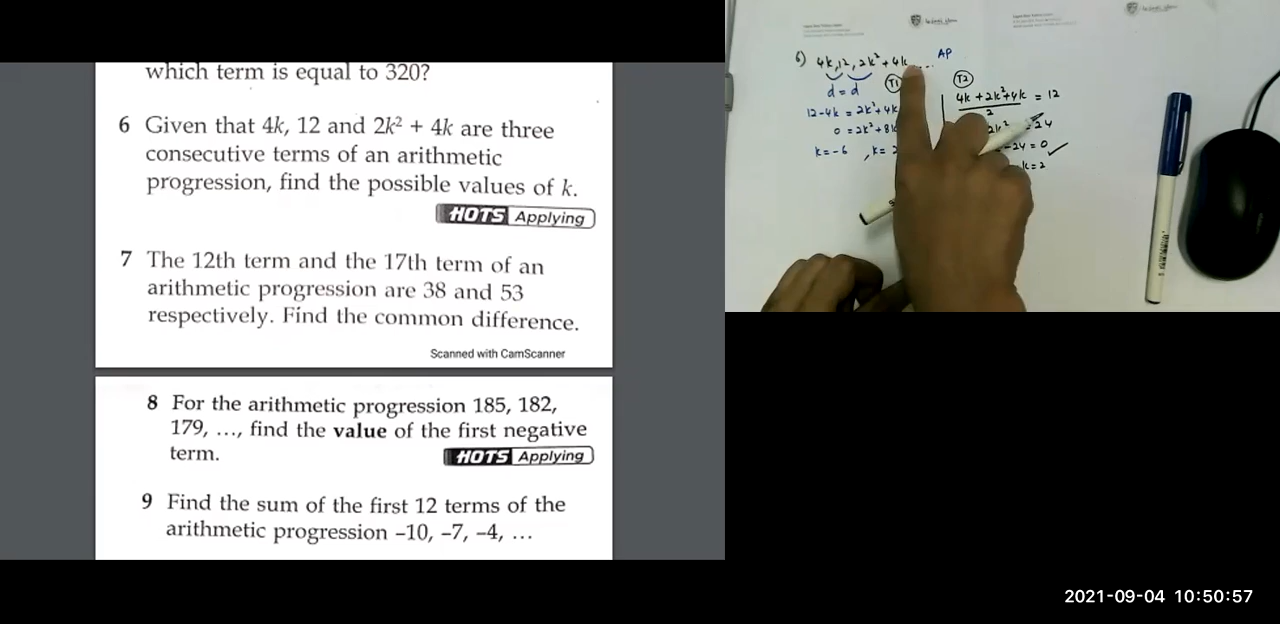 which term is equal to 320?
6 Given that 4k, 12 and 2k² + 4k are three
consecutive terms of an arithmetic
progression, find the possible values of k.
HOTS Applying
7 The 12th term and the 17th term of an
arithmetic progression are 38 and 53
respectively. Find the common difference.
Scanned with CamScanner
8 For the arithmetic progression 185, 182,
179, ..., find the value of the first negative
term.
HOTS Applying
9 Find the sum of the first 12 terms of the
arithmetic progression –10, –7, –4, ...
6) 4k, 12, 2k² + 4k ... AP
d = d
T1
12 - 4k = 2k² + 4k
0 = 2k² + 8k
k = -6 , k = 2
T2
4k + 2k² + 4k = 12
2
2k² = 24
- 24 = 0
k = 2
2021-09-04 10:50:57